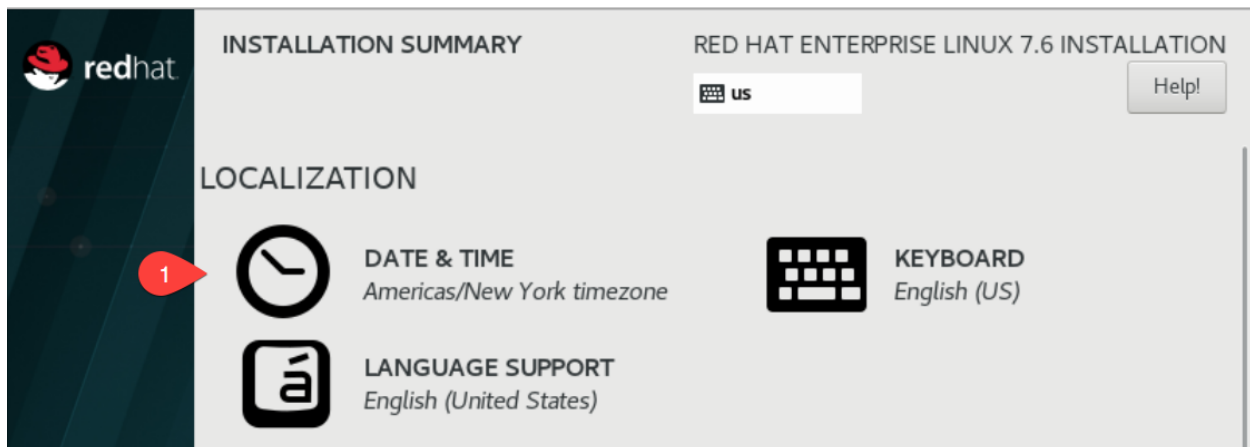 redhat
INSTALLATION SUMMARY
RED HAT ENTERPRISE LINUX 7.6 INSTALLATION
us
Help!
LOCALIZATION
1
DATE & TIME
Americas/New York timezone
KEYBOARD
English (US)
á
LANGUAGE SUPPORT
English (United States)